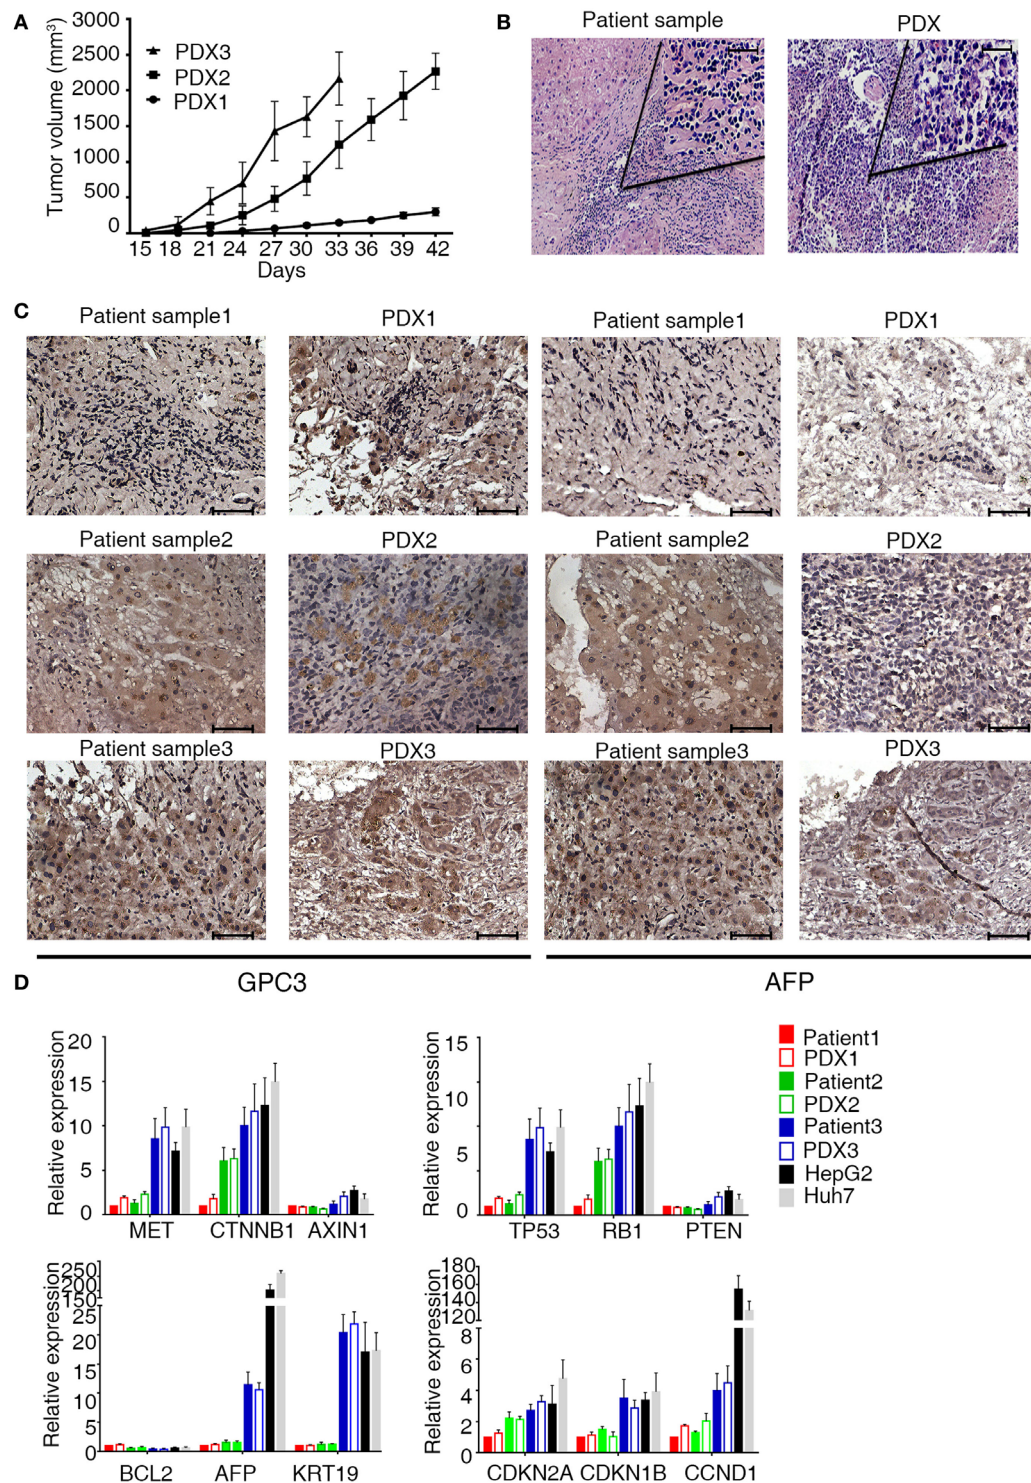 A
Tumor volume (mm³)
3000
2500
2000
1500
1000
500
0
PDX3
PDX2
PDX1
15 18 21 24 27 30 33 36 39 42
Days
B
Patient sample PDX
C
Patient sample1 PDX1 Patient sample1 PDX1
Patient sample2 PDX2 Patient sample2 PDX2
Patient sample3 PDX3 Patient sample3 PDX3
GPC3 AFP
D
Relative expression
20
15
10
5
0
MET CTNNB1 AXIN1
Relative expression
15
10
5
0
TP53 RB1 PTEN
Patient1
PDX1
Patient2
PDX2
Patient3
PDX3
HepG2
Huh7
Relative expression
250
200
150
25
20
15
10
5
0
BCL2 AFP KRT19
Relative expression
180
160
140
120
8
6
4
2
0
CDKN2A CDKN1B CCND1